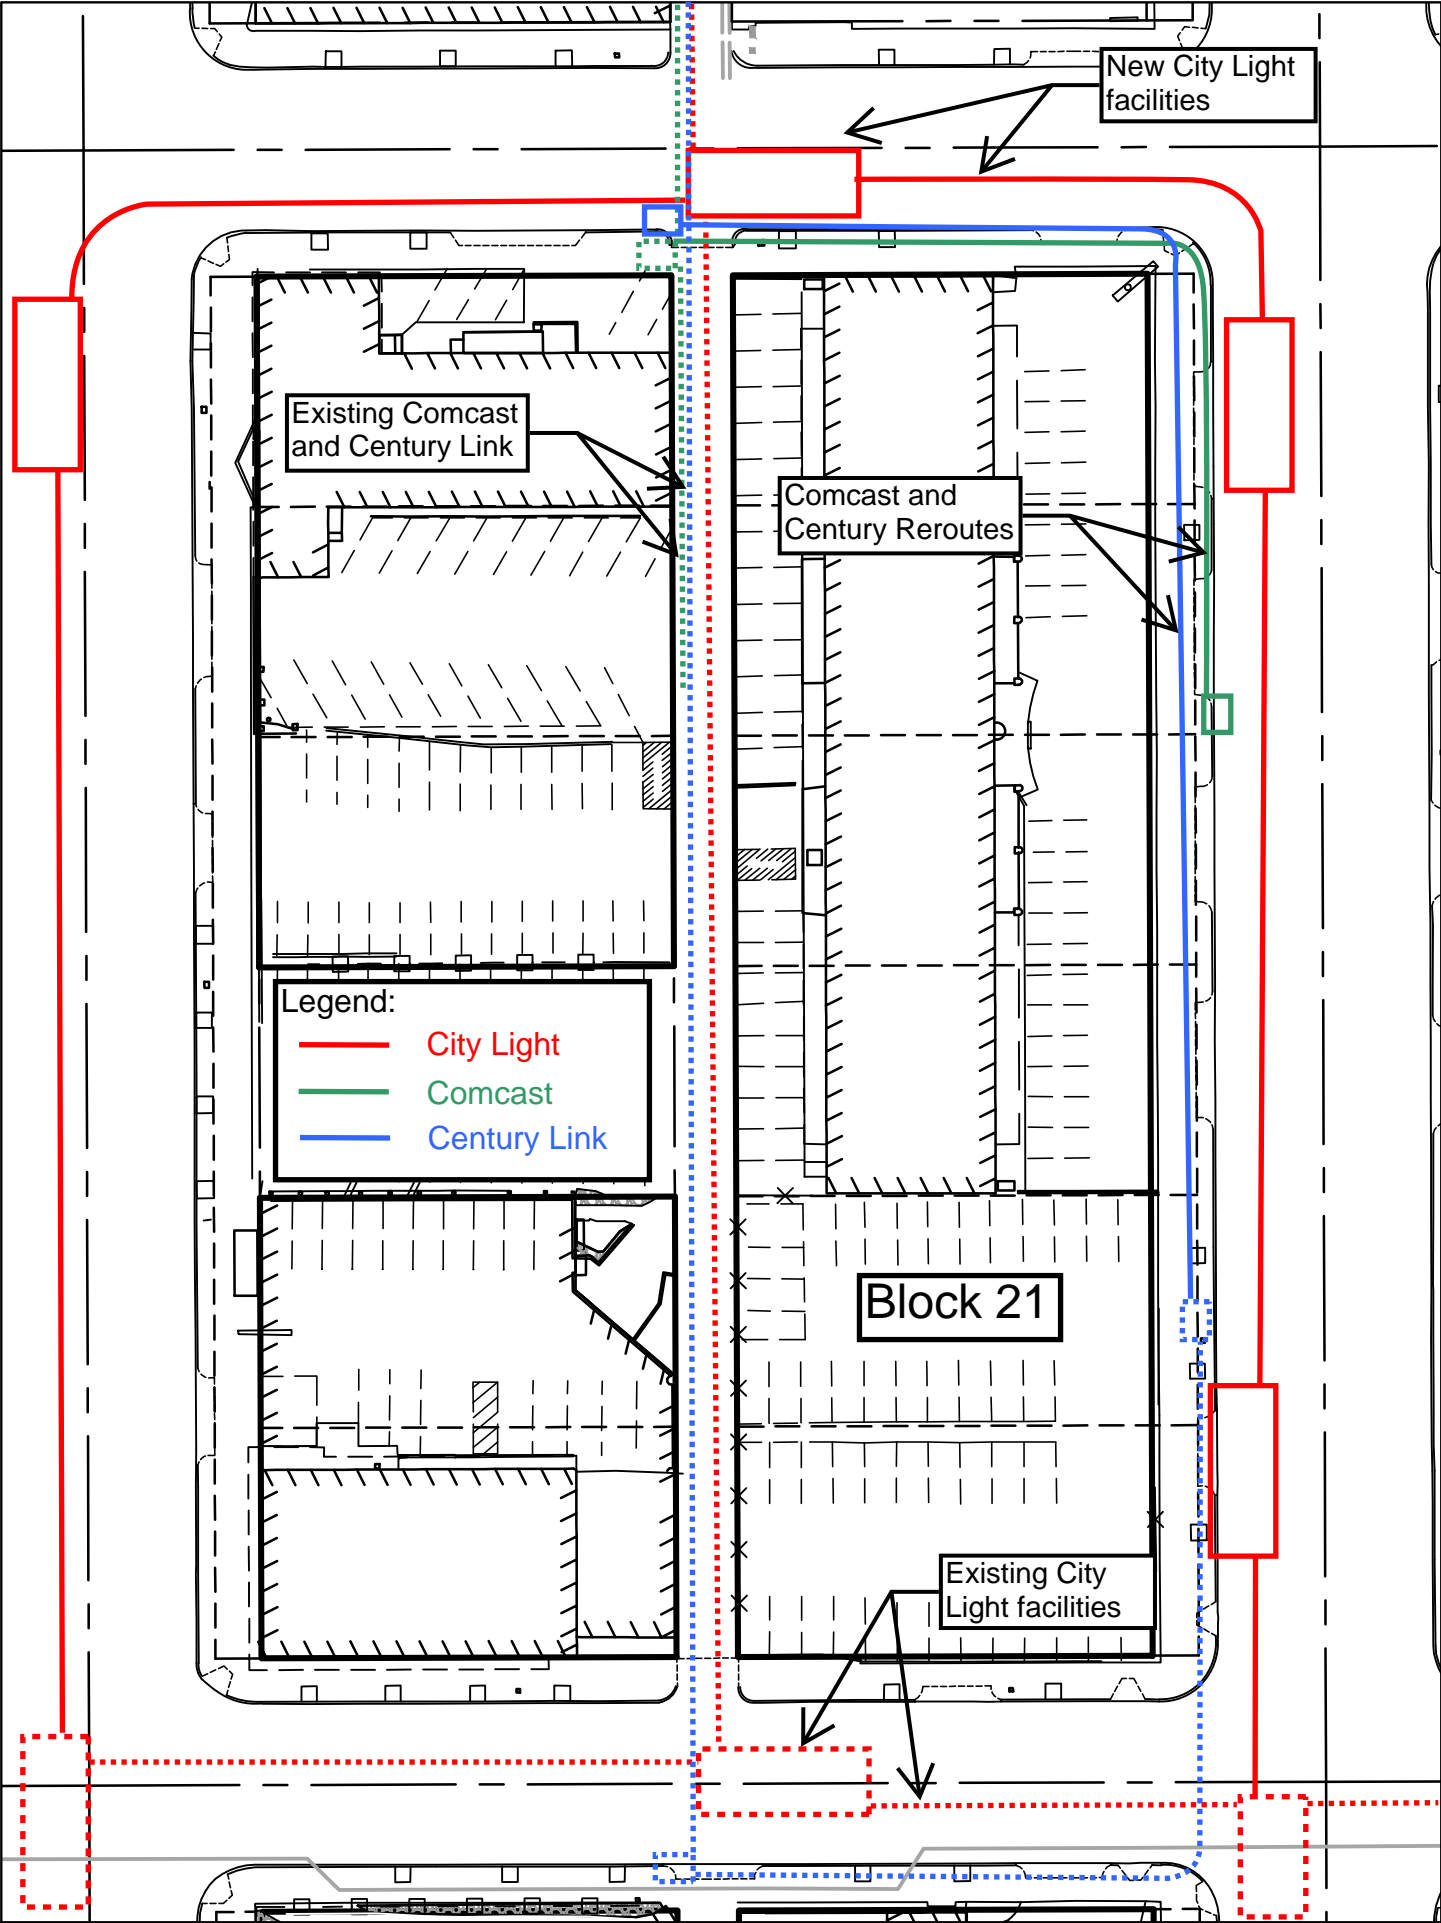 New City Light
facilities
Existing Comcast
and Century Link
Comcast and
Century Reroutes
Legend:
City Light
Comcast
Century Link
Block 21
Existing City
Light facilities